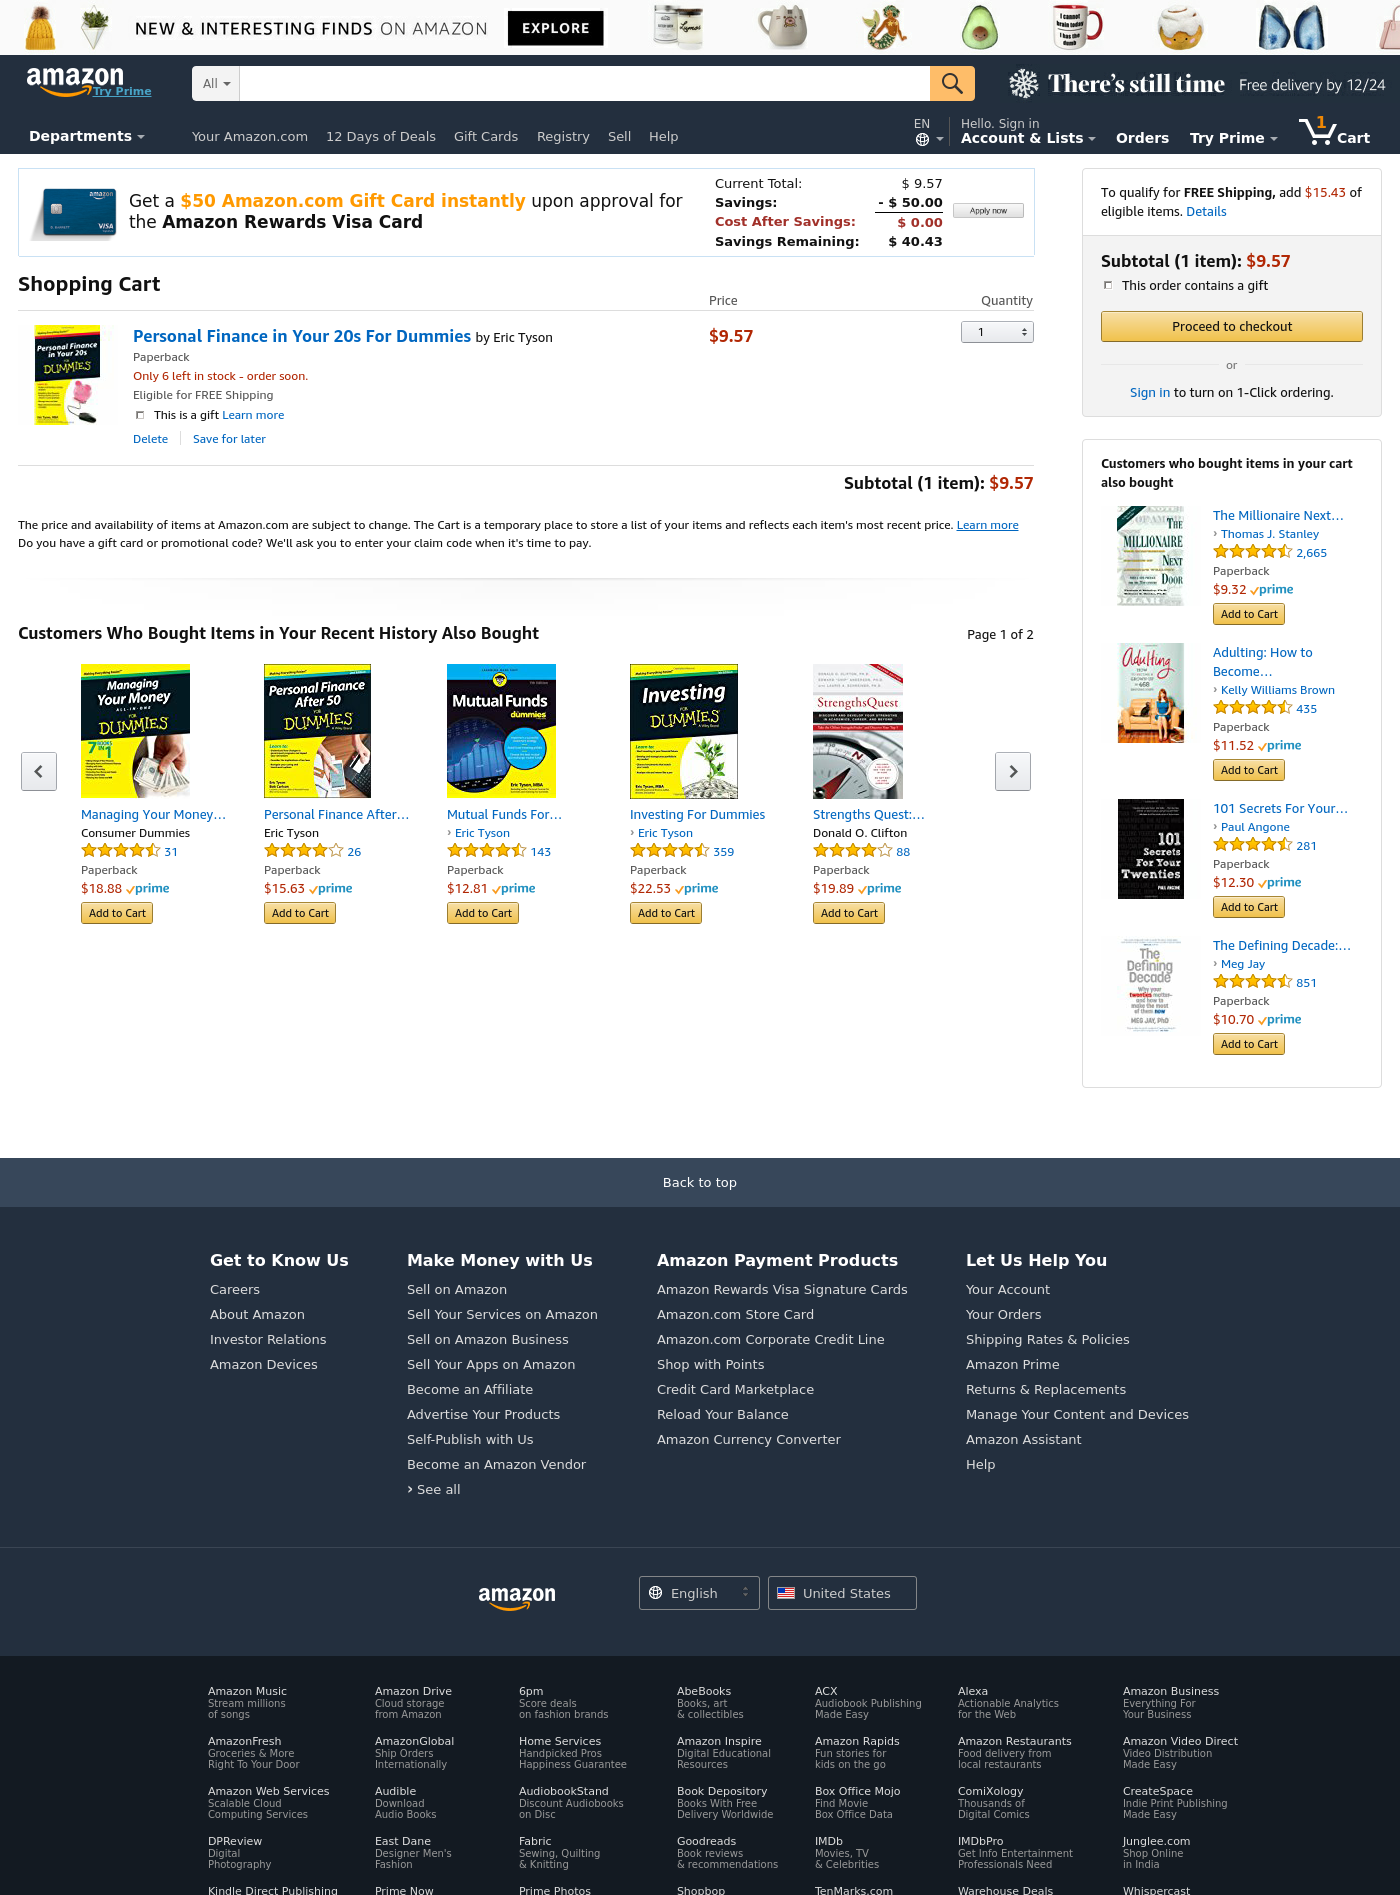 NEW & INTERESTING FINDS ON AMAZON EXPLORE
amazon
Try Prime
All
There's still time Free delivery by 12/24
Departments
Your Amazon.com 12 Days of Deals Gift Cards Registry Sell Help
EN
Hello. Sign in
Account & Lists Orders Try Prime 1 Cart
Get a $50 Amazon.com Gift Card instantly upon approval for
the Amazon Rewards Visa Card
Current Total: $ 9.57
Savings: - $ 50.00
Cost After Savings: $ 0.00
Savings Remaining: $ 40.43
Apply now
To qualify for FREE Shipping, add $15.43 of
eligible items. Details
Subtotal (1 item): $9.57
This order contains a gift
Proceed to checkout
or
Sign in to turn on 1-Click ordering.
Shopping Cart
Price Quantity
Personal Finance in Your 20s For Dummies by Eric Tyson
$9.57
1
Paperback
Only 6 left in stock - order soon.
Eligible for FREE Shipping
This is a gift Learn more
Delete Save for later
Subtotal (1 item): $9.57
The price and availability of items at Amazon.com are subject to change. The Cart is a temporary place to store a list of your items and reflects each item's most recent price. Learn more
Do you have a gift card or promotional code? We'll ask you to enter your claim code when it's time to pay.
Customers who bought items in your cart
also bought
The Millionaire Next...
› Thomas J. Stanley
2,665
Paperback
$9.32 prime
Add to Cart
Adulting: How to
Become...
› Kelly Williams Brown
435
Paperback
$11.52 prime
Add to Cart
101 Secrets For Your...
› Paul Angone
281
Paperback
$12.30 prime
Add to Cart
The Defining Decade:...
› Meg Jay
851
Paperback
$10.70 prime
Add to Cart
Customers Who Bought Items in Your Recent History Also Bought
Page 1 of 2
Managing Your Money...
Consumer Dummies
31
Paperback
$18.88 prime
Add to Cart
Personal Finance After...
Eric Tyson
26
Paperback
$15.63 prime
Add to Cart
Mutual Funds For...
› Eric Tyson
143
Paperback
$12.81 prime
Add to Cart
Investing For Dummies
› Eric Tyson
359
Paperback
$22.53 prime
Add to Cart
Strengths Quest:...
Donald O. Clifton
88
Paperback
$19.89 prime
Add to Cart
Back to top
Get to Know Us
Careers
About Amazon
Investor Relations
Amazon Devices
Make Money with Us
Sell on Amazon
Sell Your Services on Amazon
Sell on Amazon Business
Sell Your Apps on Amazon
Become an Affiliate
Advertise Your Products
Self-Publish with Us
Become an Amazon Vendor
› See all
Amazon Payment Products
Amazon Rewards Visa Signature Cards
Amazon.com Store Card
Amazon.com Corporate Credit Line
Shop with Points
Credit Card Marketplace
Reload Your Balance
Amazon Currency Converter
Let Us Help You
Your Account
Your Orders
Shipping Rates & Policies
Amazon Prime
Returns & Replacements
Manage Your Content and Devices
Amazon Assistant
Help
amazon
English
United States
Amazon Music
Stream millions
of songs
Amazon Drive
Cloud storage
from Amazon
6pm
Score deals
on fashion brands
AbeBooks
Books, art
& collectibles
ACX
Audiobook Publishing
Made Easy
Alexa
Actionable Analytics
for the Web
Amazon Business
Everything For
Your Business
AmazonFresh
Groceries & More
Right To Your Door
AmazonGlobal
Ship Orders
Internationally
Home Services
Handpicked Pros
Happiness Guarantee
Amazon Inspire
Digital Educational
Resources
Amazon Rapids
Fun stories for
kids on the go
Amazon Restaurants
Food delivery from
local restaurants
Amazon Video Direct
Video Distribution
Made Easy
Amazon Web Services
Scalable Cloud
Computing Services
Audible
Download
Audio Books
AudiobookStand
Discount Audiobooks
on Disc
Book Depository
Books With Free
Delivery Worldwide
Box Office Mojo
Find Movie
Box Office Data
ComiXology
Thousands of
Digital Comics
CreateSpace
Indie Print Publishing
Made Easy
DPReview
Digital
Photography
East Dane
Designer Men's
Fashion
Fabric
Sewing, Quilting
& Knitting
Goodreads
Book reviews
& recommendations
IMDb
Movies, TV
& Celebrities
IMDbPro
Get Info Entertainment
Professionals Need
Junglee.com
Shop Online
in India
Kindle Direct Publishing
Prime Now
Prime Photos
Shopbop
TenMarks.com
Warehouse Deals
Whispercast